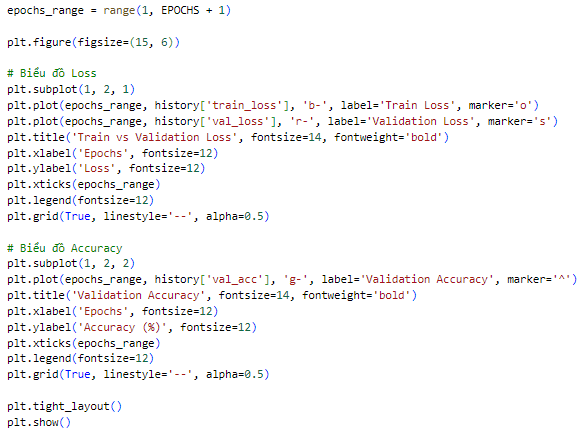 epochs_range = range(1, EPOCHS + 1)

plt.figure(figsize=(15, 6))

# Biểu đồ Loss
plt.subplot(1, 2, 1)
plt.plot(epochs_range, history['train_loss'], 'b-', label='Train Loss', marker='o')
plt.plot(epochs_range, history['val_loss'], 'r-', label='Validation Loss', marker='s')
plt.title('Train vs Validation Loss', fontsize=14, fontweight='bold')
plt.xlabel('Epochs', fontsize=12)
plt.ylabel('Loss', fontsize=12)
plt.xticks(epochs_range)
plt.legend(fontsize=12)
plt.grid(True, linestyle='--', alpha=0.5)

# Biểu đồ Accuracy
plt.subplot(1, 2, 2)
plt.plot(epochs_range, history['val_acc'], 'g-', label='Validation Accuracy', marker='^')
plt.title('Validation Accuracy', fontsize=14, fontweight='bold')
plt.xlabel('Epochs', fontsize=12)
plt.ylabel('Accuracy (%)', fontsize=12)
plt.xticks(epochs_range)
plt.legend(fontsize=12)
plt.grid(True, linestyle='--', alpha=0.5)

plt.tight_layout()
plt.show()